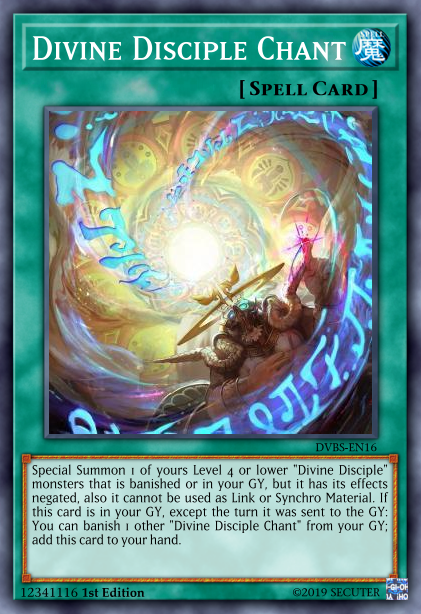 DIVINE DISCIPLE CHANT 魔
[SPELL CARD]
DVBS-EN16
Special Summon 1 of yours Level 4 or lower "Divine Disciple"
monsters that is banished or in your GY, but it has its effects
negated, also it cannot be used as Link or Synchro Material. If
this card is in your GY, except the turn it was sent to the GY:
You can banish 1 other "Divine Disciple Chant" from your GY;
add this card to your hand.
12341116 1st Edition ©2019 SECUTER